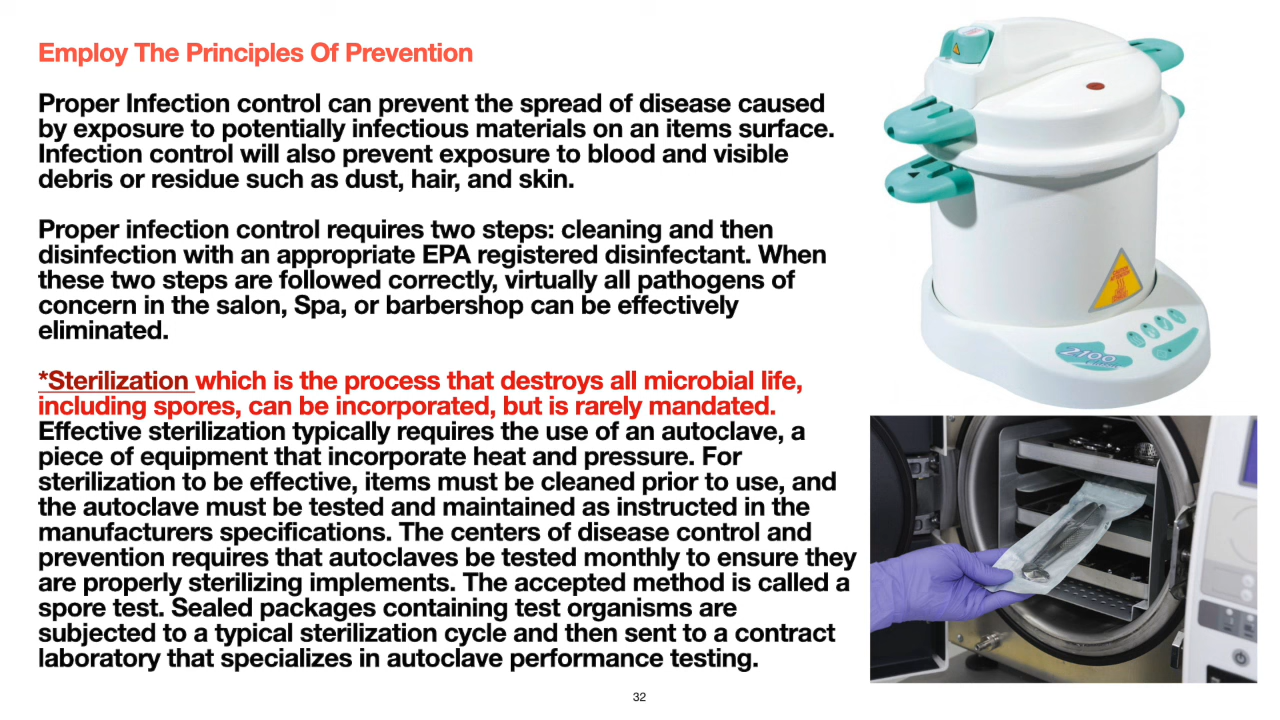 Employ The Principles Of Prevention
Proper Infection control can prevent the spread of disease caused
by exposure to potentially infectious materials on an items surface.
Infection control will also prevent exposure to blood and visible
debris or residue such as dust, hair, and skin.
Proper infection control requires two steps: cleaning and then
disinfection with an appropriate EPA registered disinfectant. When
these two steps are followed correctly, virtually all pathogens of
concern in the salon, Spa, or barbershop can be effectively
eliminated.
*Sterilization which is the process that destroys all microbial life,
including spores, can be incorporated, but is rarely mandated.
Effective sterilization typically requires the use of an autoclave, a
piece of equipment that incorporate heat and pressure. For
sterilization to be effective, items must be cleaned prior to use, and
the autoclave must be tested and maintained as instructed in the
manufacturers specifications. The centers of disease control and
prevention requires that autoclaves be tested monthly to ensure they
are properly sterilizing implements. The accepted method is called a
spore test. Sealed packages containing test organisms are
subjected to a typical sterilization cycle and then sent to a contract
laboratory that specializes in autoclave performance testing.
2100
32